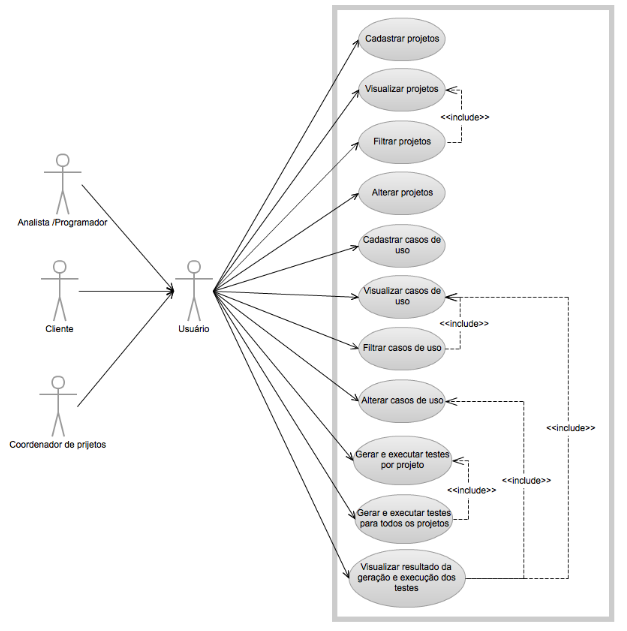 Cadastrar projetos
Visualizar projetos
<<include>>
Filtrar projetos
Analista /Programador
Alterar projetos
Cadastrar casos de
uso
Visualizar casos de
uso
Cliente
Usuário
<<include>>
Filtrar casos de uso
Alterar casos de uso
Coordenador de prijetos
<<include>>
Gerar e executar testes
por projeto
<<include>>
<<include>>
Gerar e executar testes
para todos os projetos
Visualizar resultado da
geração e execução dos
testes